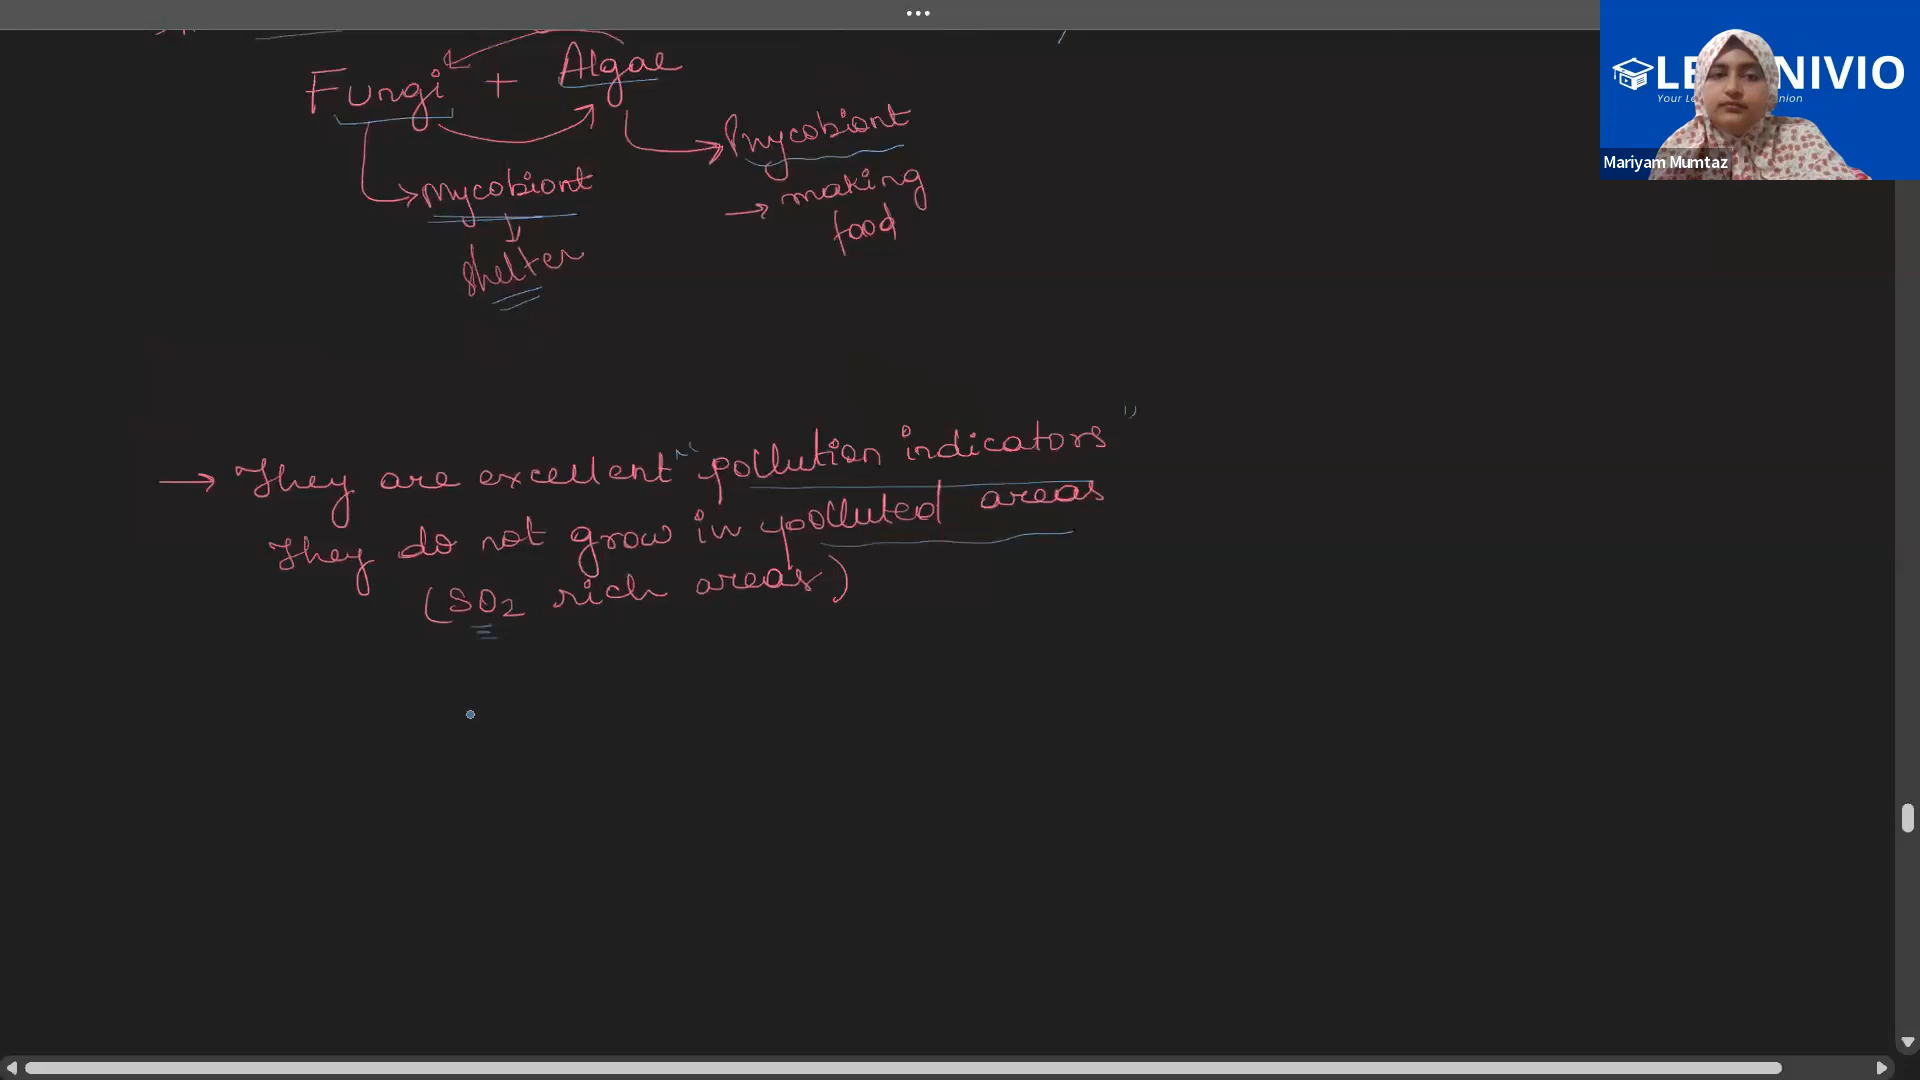 Fungi + Algae
Phycobiont
→ making
food
mycobiont
shelter
→ They are excellent "pollution indicators"
They do not grow in polluted areas
(SO2 rich areas)
NIVIO
Mariyam Mumtaz